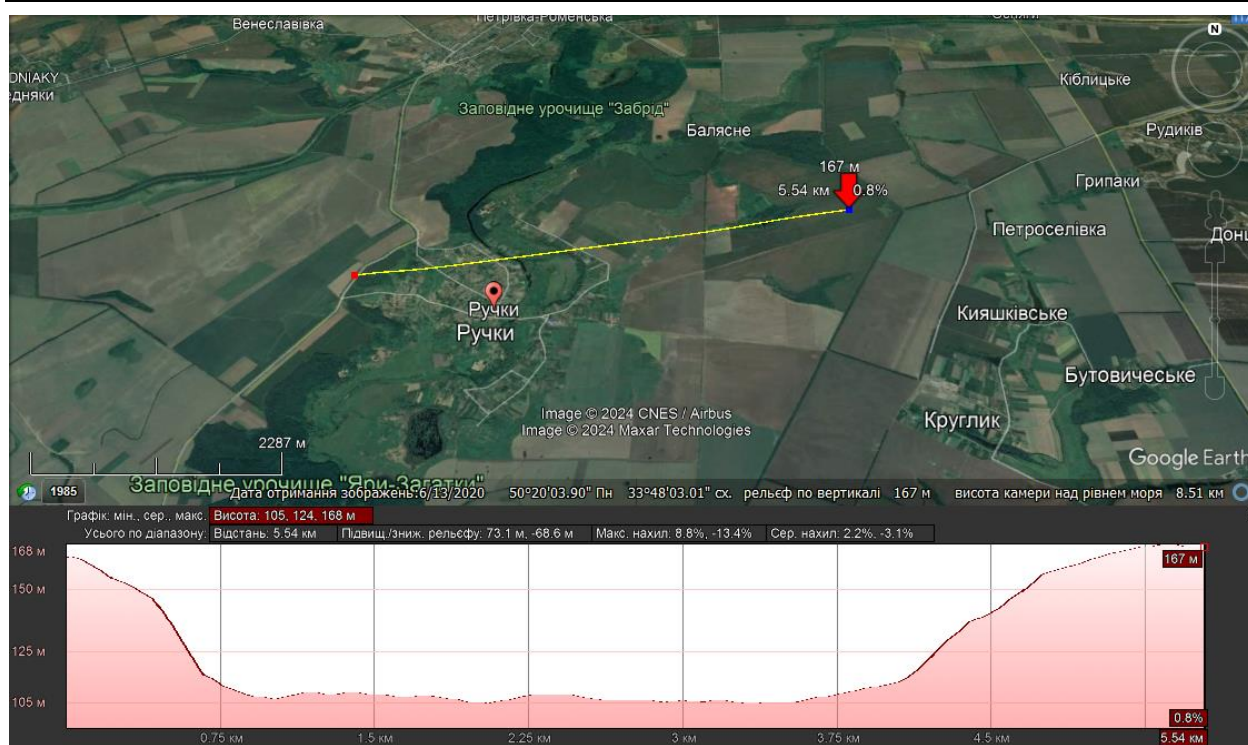 Венеславівка
Петрівка-Роменська
N
DNIAKY
едняки
Заповідне урочище "Забрід"
Кіблицьке
Балясне
Рудиків
167 м
5.54 км 0.8%
Грипаки
Петроселівка
Ручки
Ручки
Кияшківське
Бутовичеське
Круглик
Image © 2024 CNES / Airbus
Image © 2024 Maxar Technologies
2287 м
Google Earth
1985
Заповідне урочище "Яри-Загатки"
Дата отримання зображень:6/13/2020 50°20'03.90" Пн 33°48'03.01" сх. рельєф по вертикалі 167 м висота камери над рівнем моря 8.51 км
Графік: мін., сер., макс. Висота: 105, 124, 168 м
Усього по діапазону: Відстань: 5.54 км Підвищ./зниж. рельєфу: 73.1 м, -68.6 м Макс. нахил: 8.8%, -13.4% Сер. нахил: 2.2%, -3.1%
168 м
167 м
150 м
125 м
105 м
0.8%
0.75 км 1.5 км 2.25 км 3 км 3.75 км 4.5 км 5.54 км